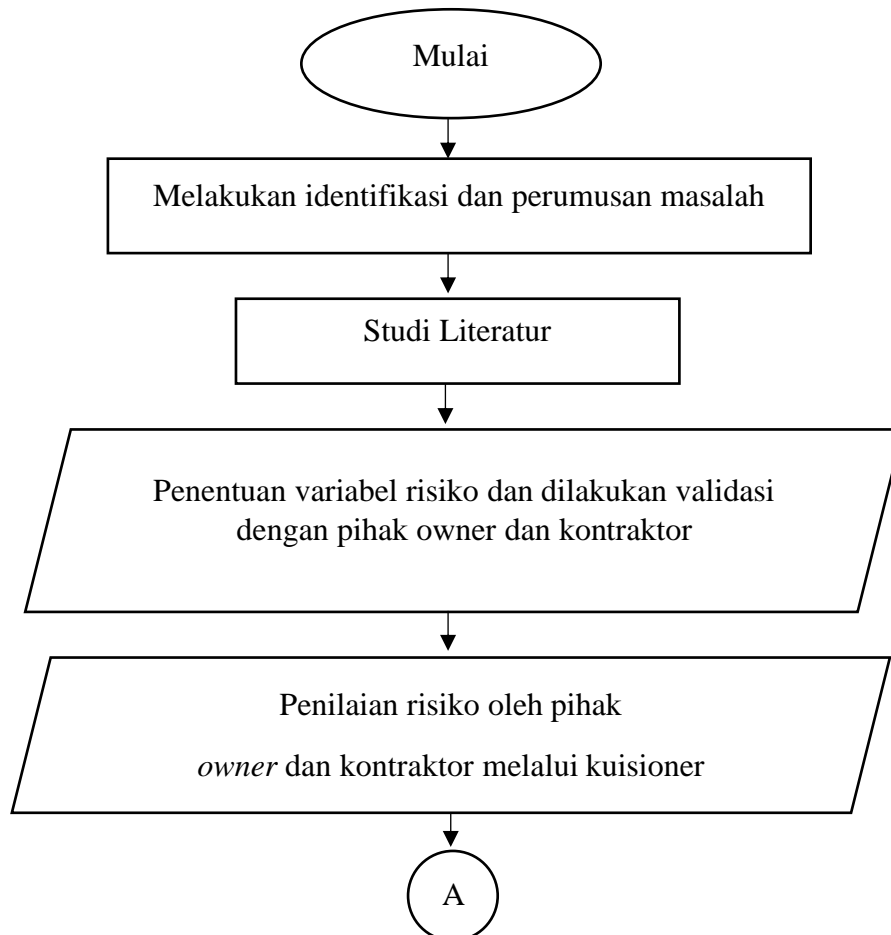 Mulai
Melakukan identifikasi dan perumusan masalah
Studi Literatur
Penentuan variabel risiko dan dilakukan validasi
dengan pihak owner dan kontraktor
Penilaian risiko oleh pihak
owner dan kontraktor melalui kuisioner
A